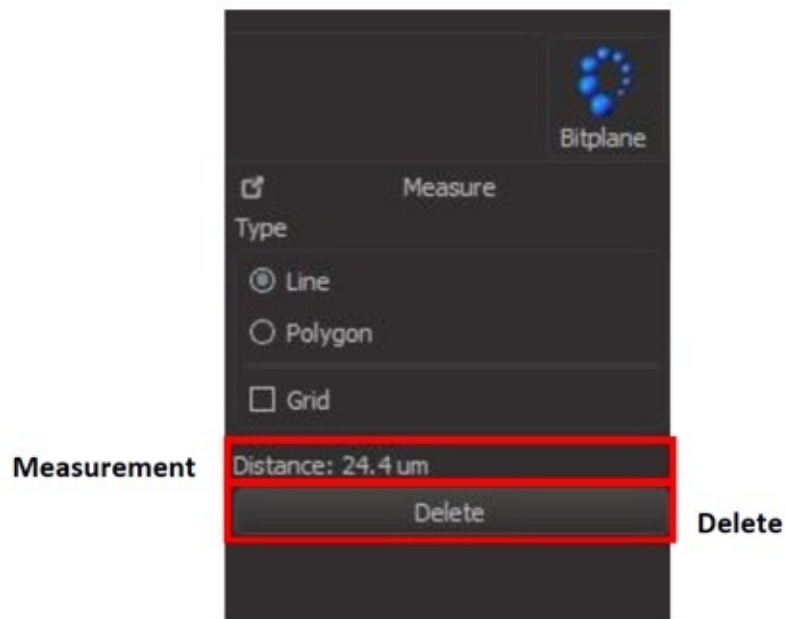 Bitplane
Measure
Type
Line
Polygon
Grid
Measurement
Distance: 24.4 um
Delete
Delete